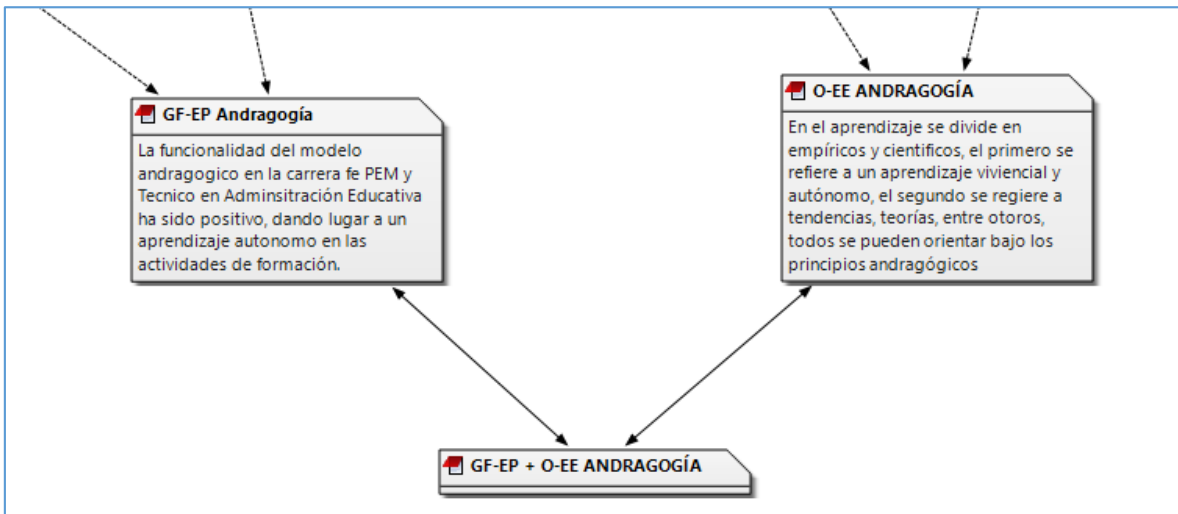 GF-EP Andragogía
La funcionalidad del modelo
andragogico en la carrera fe PEM y
Tecnico en Adminsitración Educativa
ha sido positivo, dando lugar a un
aprendizaje autonomo en las
actividades de formación.
O-EE ANDRAGOGÍA
En el aprendizaje se divide en
empíricos y cientificos, el primero se
refiere a un aprendizaje viviencial y
autónomo, el segundo se regiere a
tendencias, teorías, entre otoros,
todos se pueden orientar bajo los
principios andragógicos
GF-EP + O-EE ANDRAGOGÍA